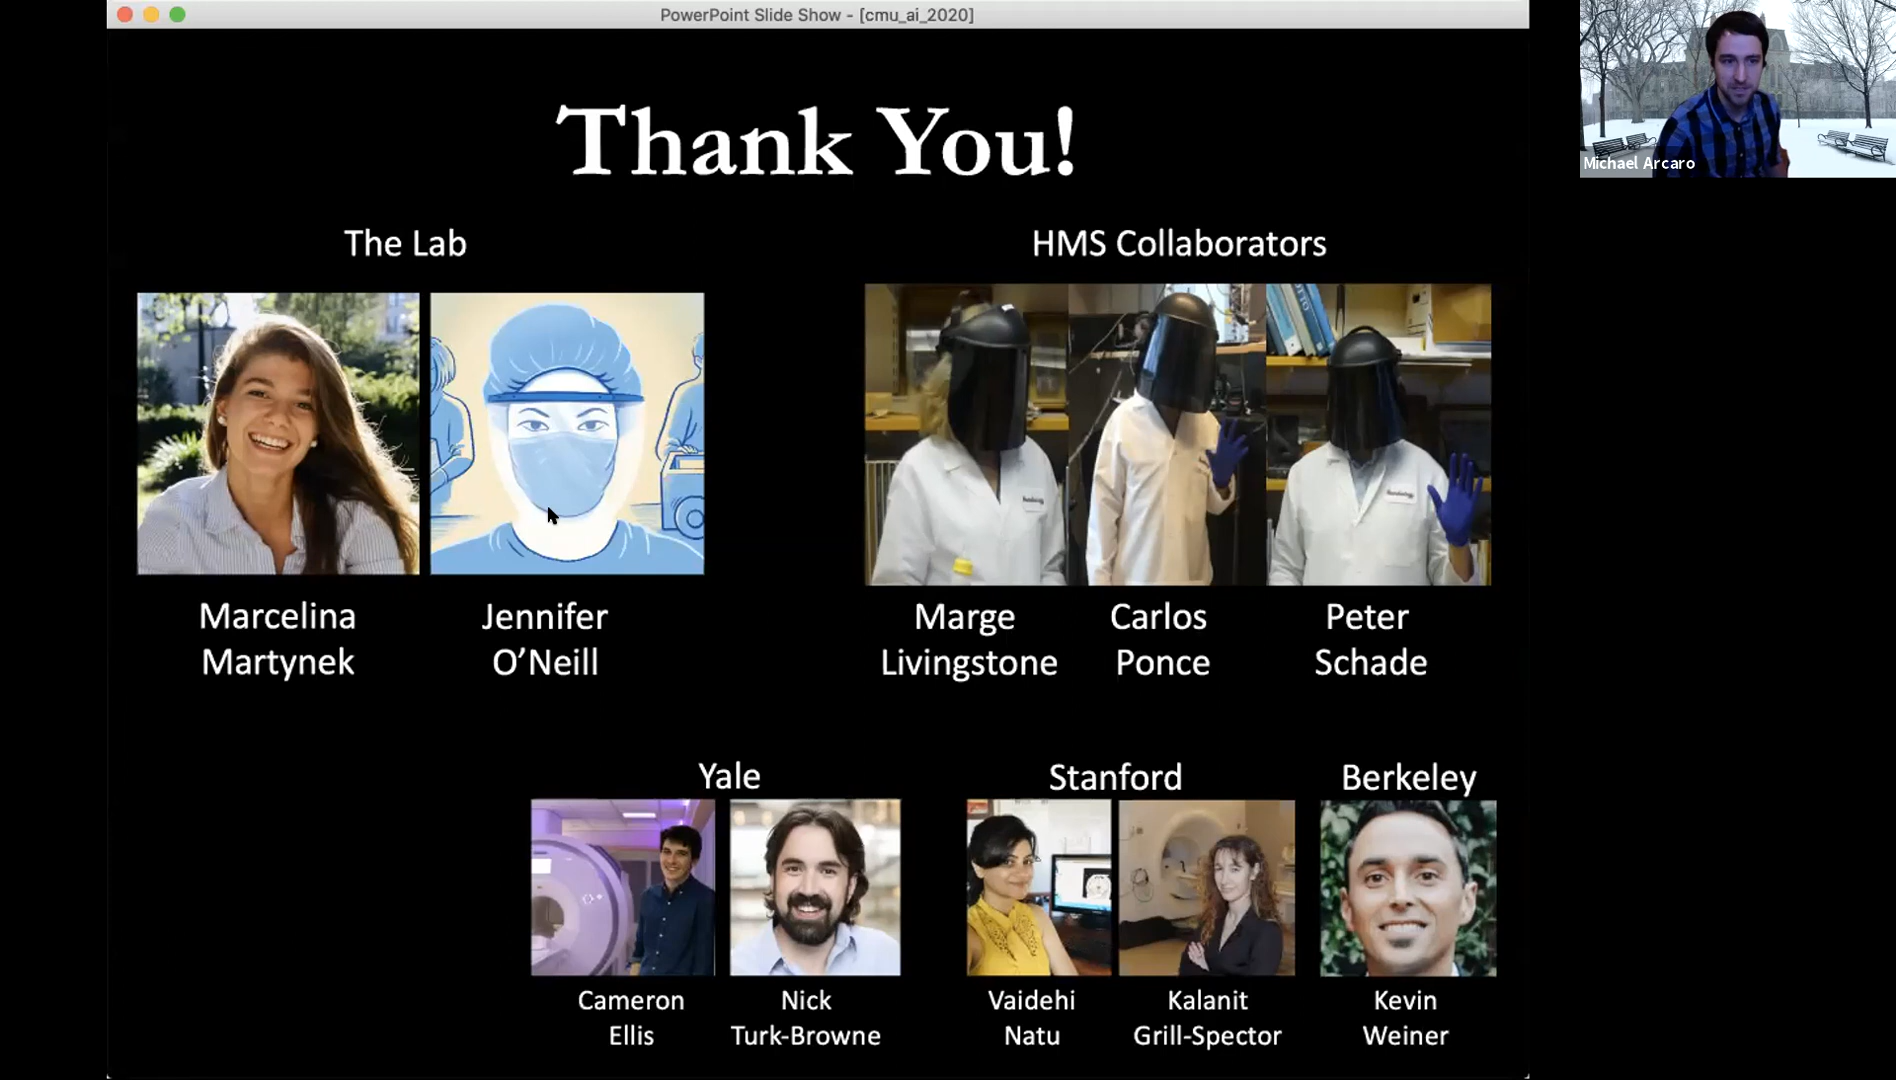 PowerPoint Slide Show - [cmu_ai_2020]
Michael Arcaro
Thank You!
The Lab
HMS Collaborators
Marcelina
Martynek
Jennifer
O’Neill
Marge
Livingstone
Carlos
Ponce
Peter
Schade
Yale
Stanford
Berkeley
Cameron
Ellis
Nick
Turk-Browne
Vaidehi
Natu
Kalanit
Grill-Spector
Kevin
Weiner